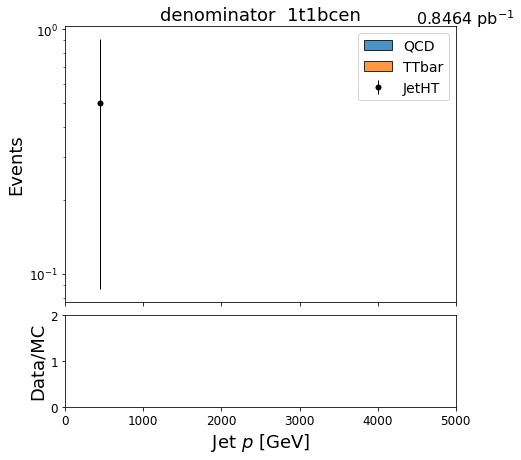 denominator 1t1bcen
0.8464 pb⁻¹
QCD
TTbar
JetHT
Events
10⁰
10⁻¹
Data/MC
2
1
0
0 1000 2000 3000 4000 5000
Jet p [GeV]